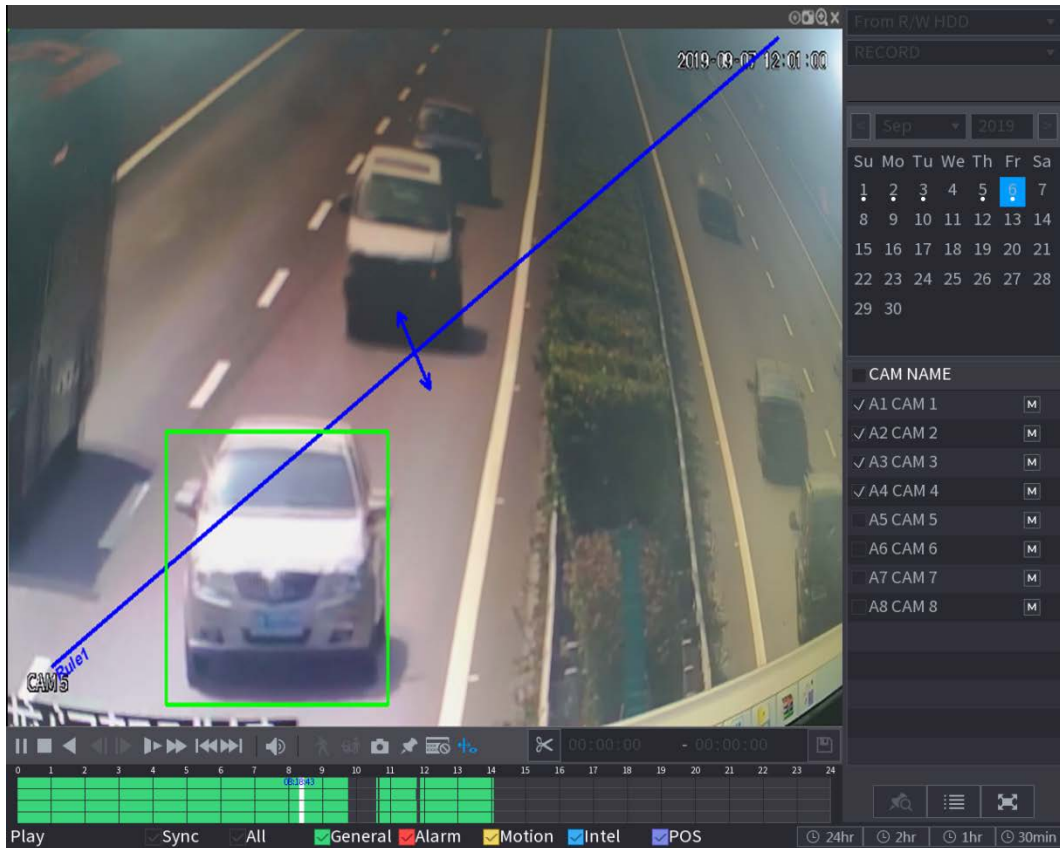 From R/W HDD
RECORD
2019-09-07 12:01:00
Sep 2019
Su Mo Tu We Th Fr Sa
1 2 3 4 5 6 7
8 9 10 11 12 13 14
15 16 17 18 19 20 21
22 23 24 25 26 27 28
29 30
CAM NAME
A1 CAM 1 M
A2 CAM 2 M
A3 CAM 3 M
A4 CAM 4 M
A5 CAM 5 M
A6 CAM 6 M
A7 CAM 7 M
A8 CAM 8 M
Rule1
CAM 5
00:00:00 - 00:00:00
0 1 2 3 4 5 6 7 8 9 10 11 12 13 14 15 16 17 18 19 20 21 22 23 24
Play Sync All General Alarm Motion Intel POS 24hr 2hr 1hr 30min